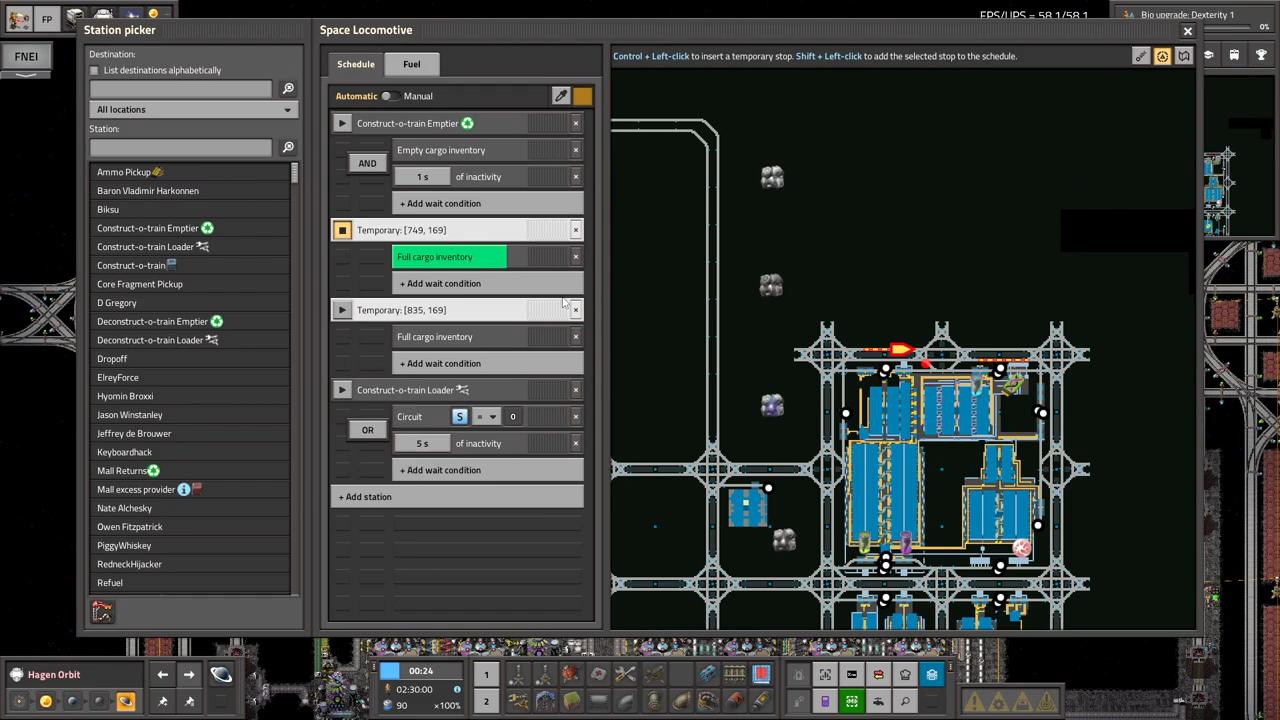 FP
FPS/UPS = 58.1/58.1
Bio upgrade: Dexterity 1
0%
FNEI
Station picker
Destination:
List destinations alphabetically
All locations
Station:
Ammo Pickup
Baron Vladimir Harkonnen
Biksu
Construct-o-train Emptier
Construct-o-train Loader
Construct-o-train
Core Fragment Pickup
D Gregory
Deconstruct-o-train Emptier
Deconstruct-o-train Loader
Dropoff
ElreyForce
Hyomin Broxxi
Jason Winstanley
Jeffrey de Brouwer
Keyboardhack
Mall Returns
Mall excess provider
Nate Alchesky
Owen Fitzpatrick
PiggyWhiskey
RedneckHijacker
Refuel
Space Locomotive
Schedule
Fuel
Automatic
Manual
Construct-o-train Emptier
Empty cargo inventory
AND
1 s
of inactivity
+ Add wait condition
Temporary: [749, 169]
Full cargo inventory
+ Add wait condition
Temporary: [835, 169]
Full cargo inventory
+ Add wait condition
Construct-o-train Loader
Circuit
S
=
0
OR
5 s
of inactivity
+ Add wait condition
+ Add station
Control + Left-click to insert a temporary stop. Shift + Left-click to add the selected stop to the schedule.
Hagen Orbit
00:24
02:30:00
90
×100%
1
2